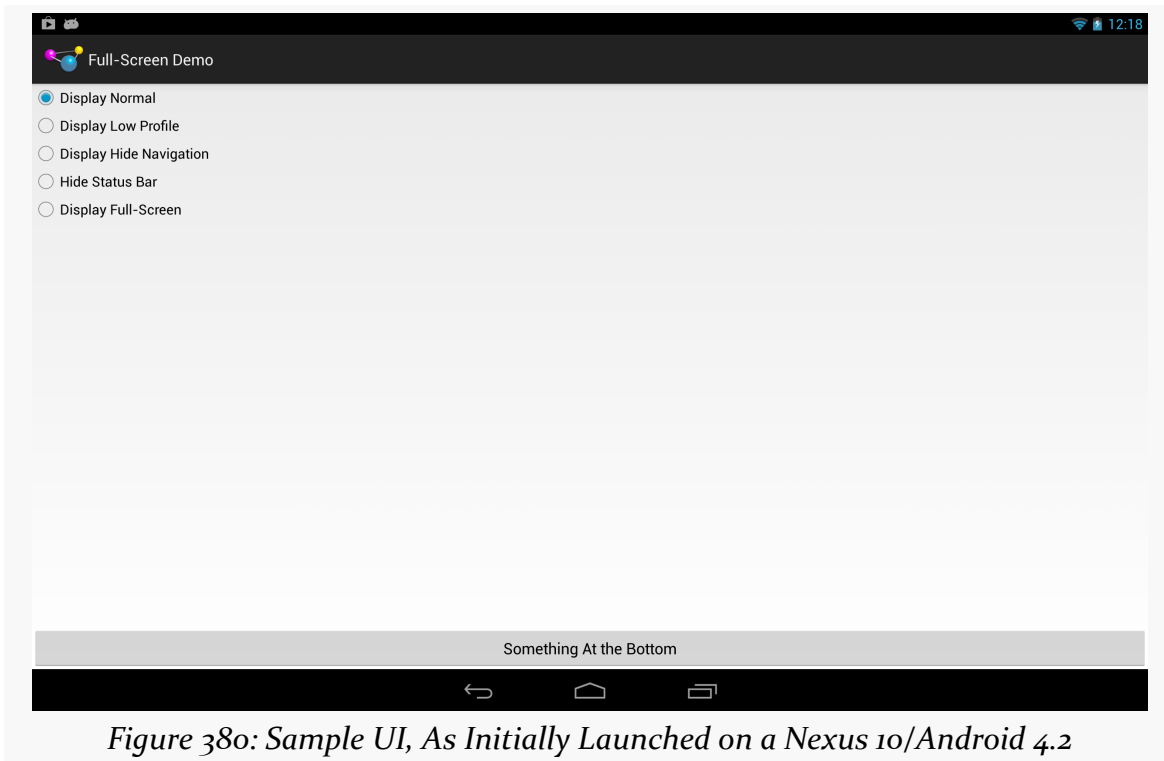 12:18
Full-Screen Demo
Display Normal
Display Low Profile
Display Hide Navigation
Hide Status Bar
Display Full-Screen
Something At the Bottom
Figure 380: Sample UI, As Initially Launched on a Nexus 10/Android 4.2